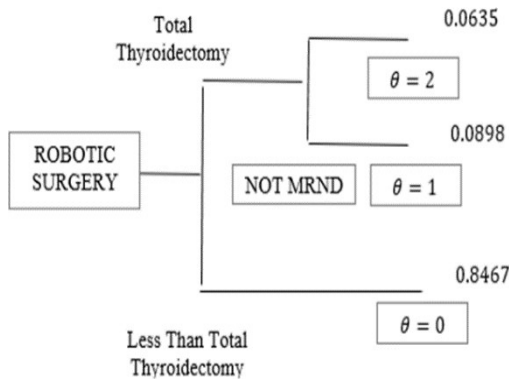 0.0635
Total
Thyroidectomy
θ = 2
0.0898
ROBOTIC
SURGERY
NOT MRND
θ = 1
0.8467
θ = 0
Less Than Total
Thyroidectomy